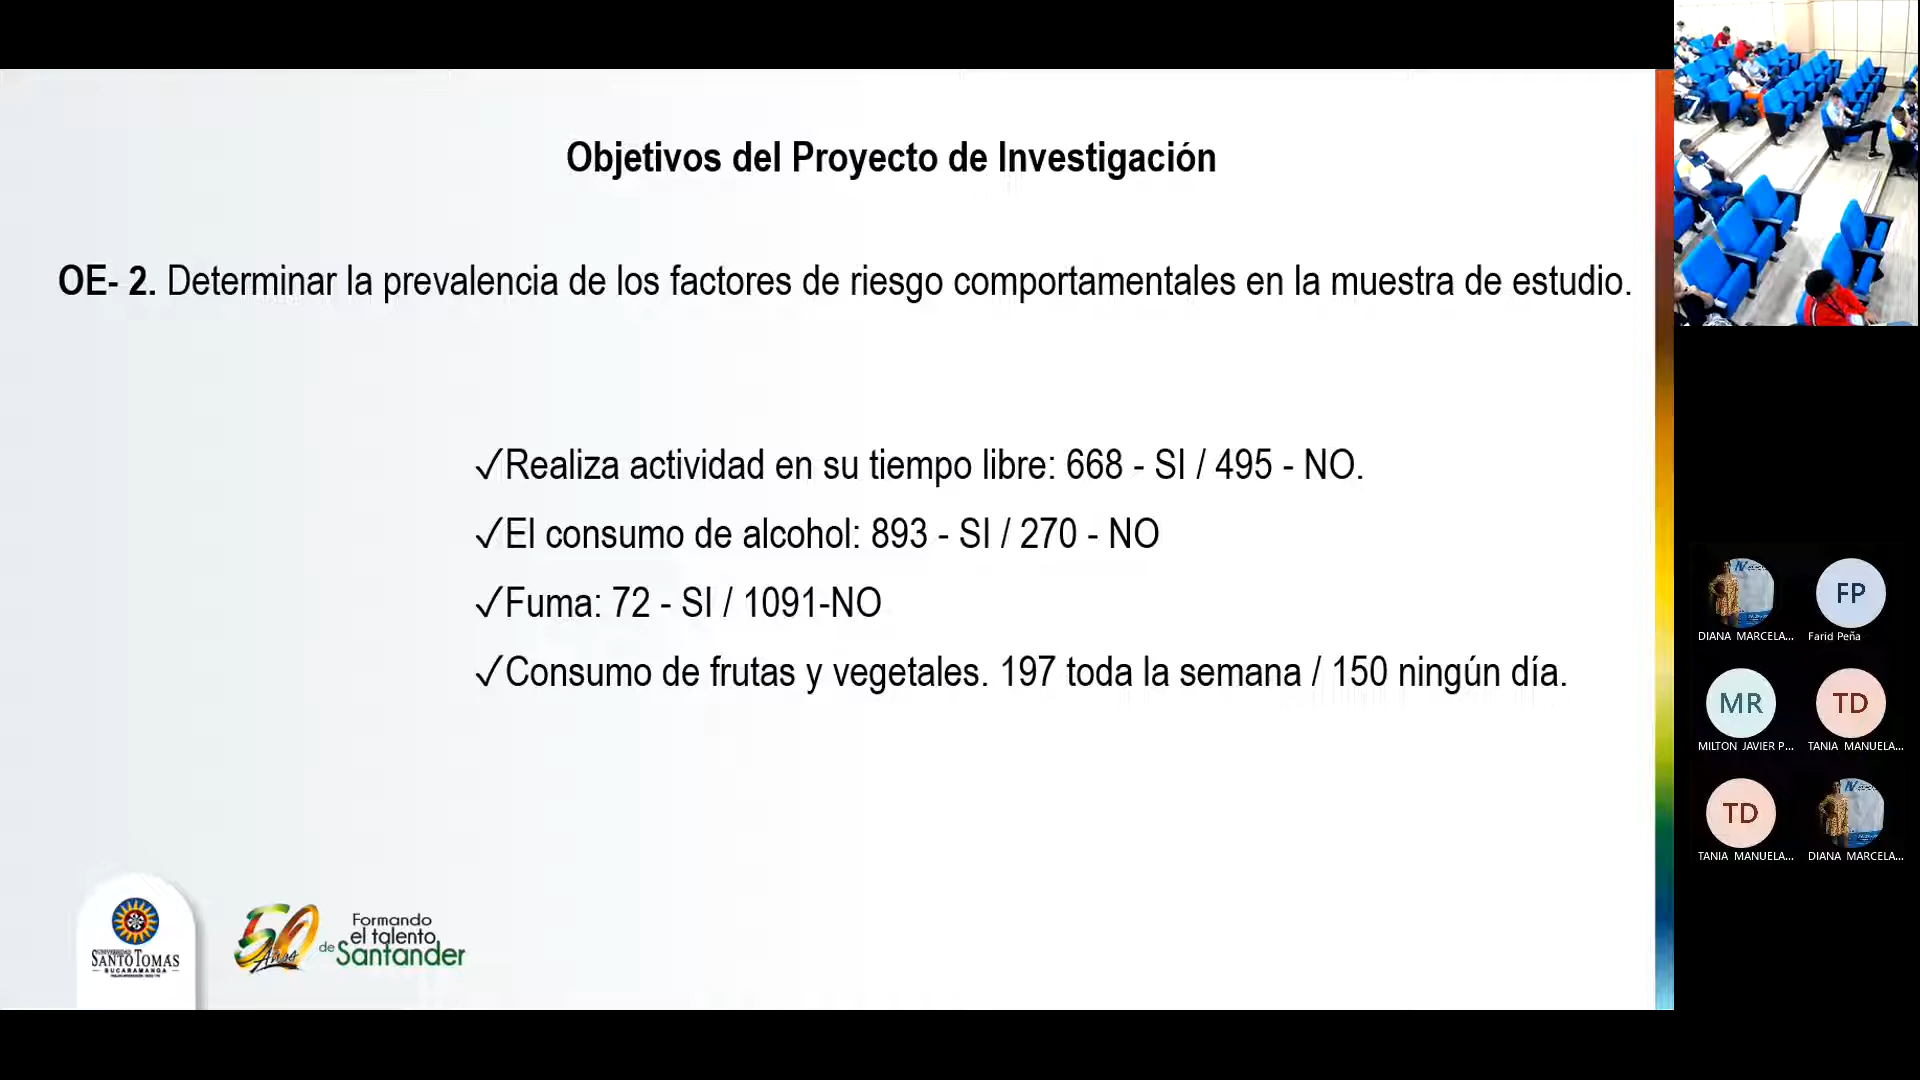 Objetivos del Proyecto de Investigación
OE- 2. Determinar la prevalencia de los factores de riesgo comportamentales en la muestra de estudio.
✓Realiza actividad en su tiempo libre: 668 - SI / 495 - NO.
✓El consumo de alcohol: 893 - SI / 270 - NO
✓Fuma: 72 - SI / 1091-NO
✓Consumo de frutas y vegetales. 197 toda la semana / 150 ningún día.
UNIVERSIDAD
SANTO TOMAS
BUCARAMANGA
50 Años de
Formando
el talento
Santander
FP
DIANA MARCELA...
Farid Peña
MR
TD
MILTON JAVIER P...
TANIA MANUELA...
TD
TANIA MANUELA...
DIANA MARCELA...